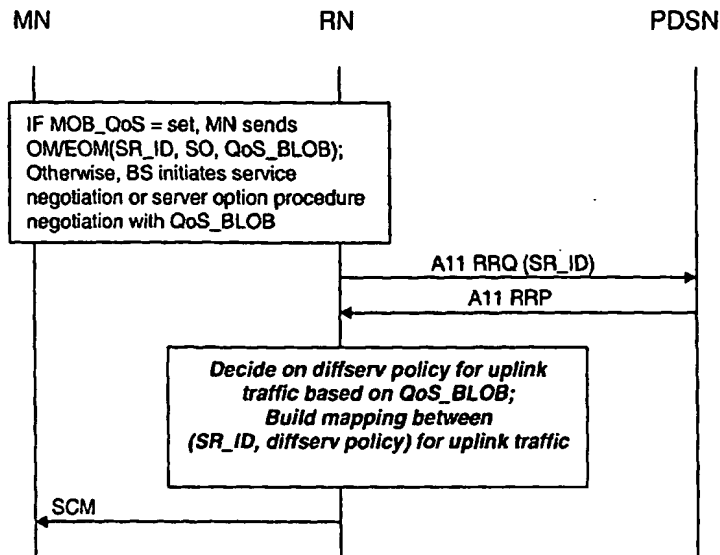 MN RN PDSN
IF MOB_QoS = set, MN sends
OM/EOM(SR_ID, SO, QoS_BLOB);
Otherwise, BS initiates service
negotiation or server option procedure
negotiation with QoS_BLOB
A11 RRQ (SR_ID)
A11 RRP
Decide on diffserv policy for uplink
traffic based on QoS_BLOB;
Build mapping between
(SR_ID, diffserv policy) for uplink traffic
SCM